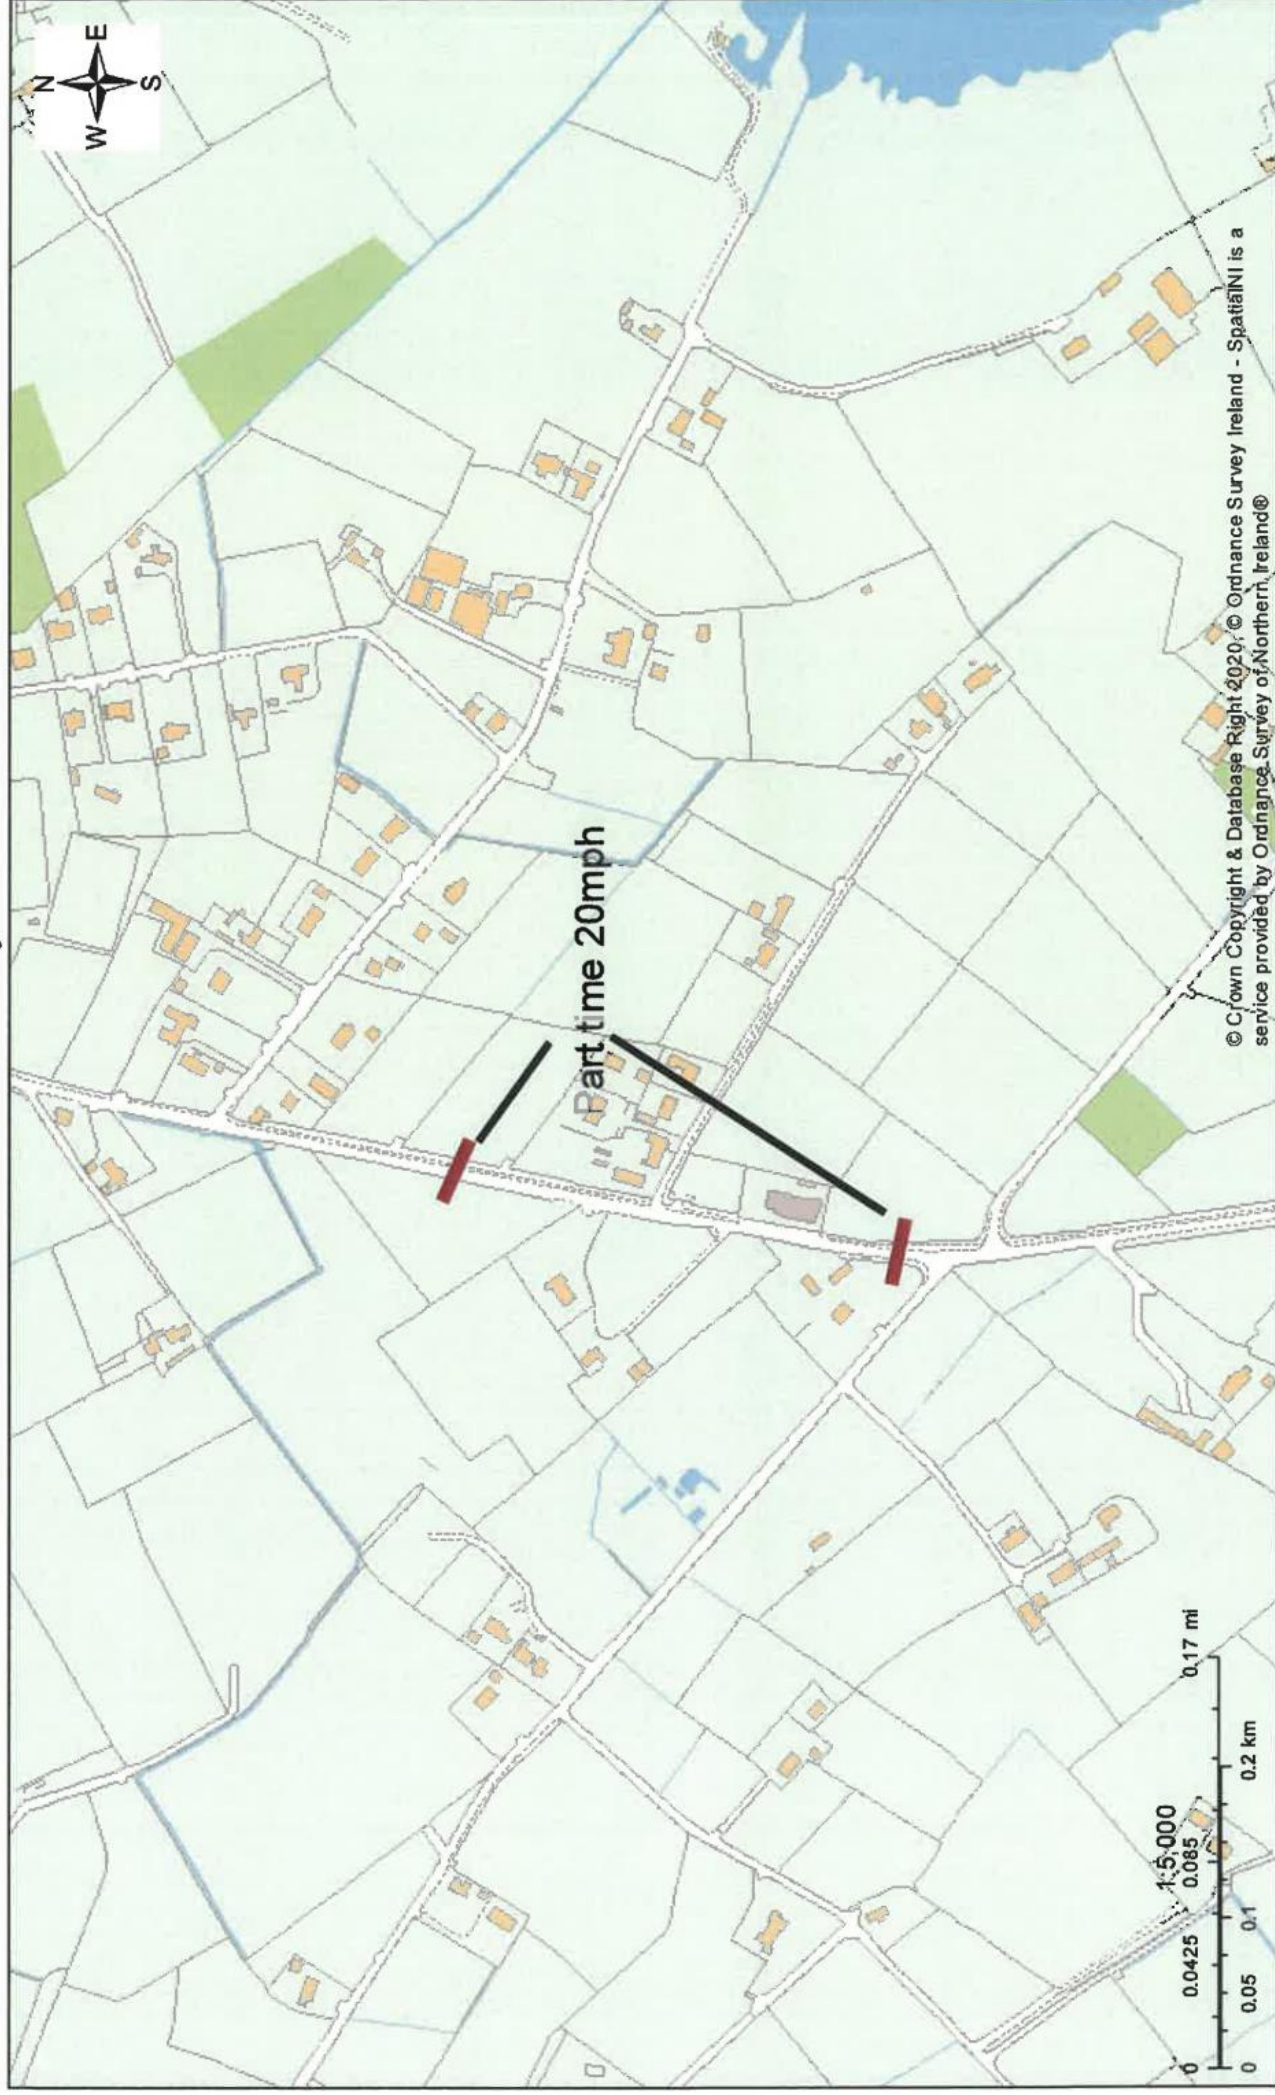 N
W E
S
Part time 20mph
1:5,000
0 0.0425 0.085 0.17 mi
0 0.05 0.1 0.2 km
© Crown Copyright & Database Right 2020, © Ordnance Survey Ireland - SpatialNI is a
service provided by Ordnance Survey of Northern Ireland®